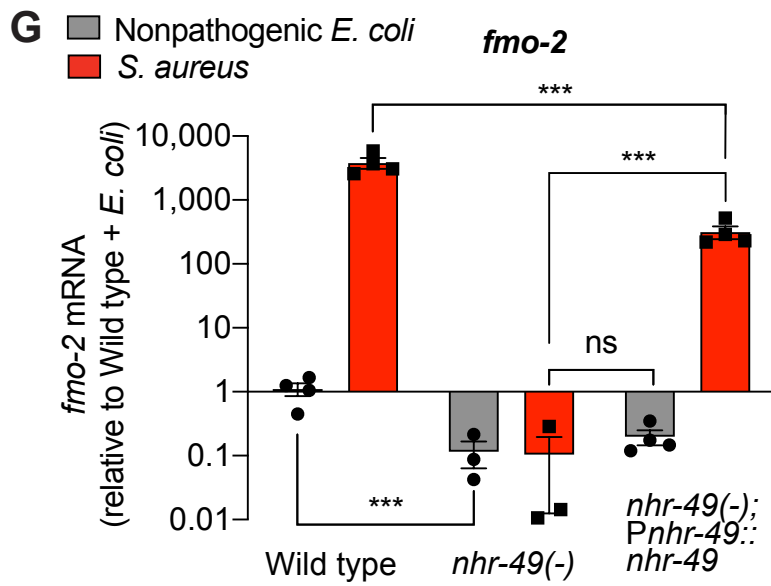 G
Nonpathogenic E. coli
S. aureus
fmo-2
***
***
ns
***
fmo-2 mRNA
(relative to Wild type + E. coli)
10,000
1,000
100
10
1
0.1
0.01
Wild type
nhr-49(-)
nhr-49(-);
Pnhr-49::
nhr-49